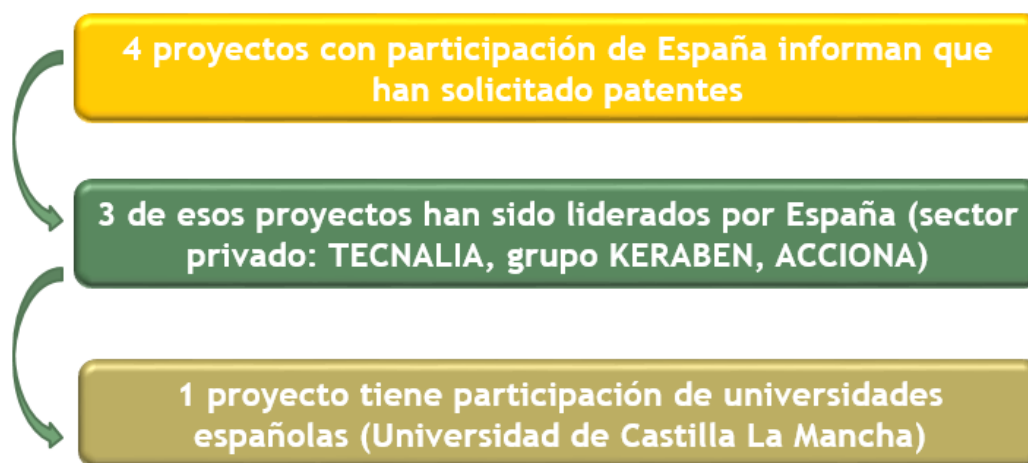 4 proyectos con participación de España informan que
han solicitado patentes
3 de esos proyectos han sido liderados por España (sector
privado: TECNALIA, grupo KERABEN, ACCIONA)
1 proyecto tiene participación de universidades
españolas (Universidad de Castilla La Mancha)